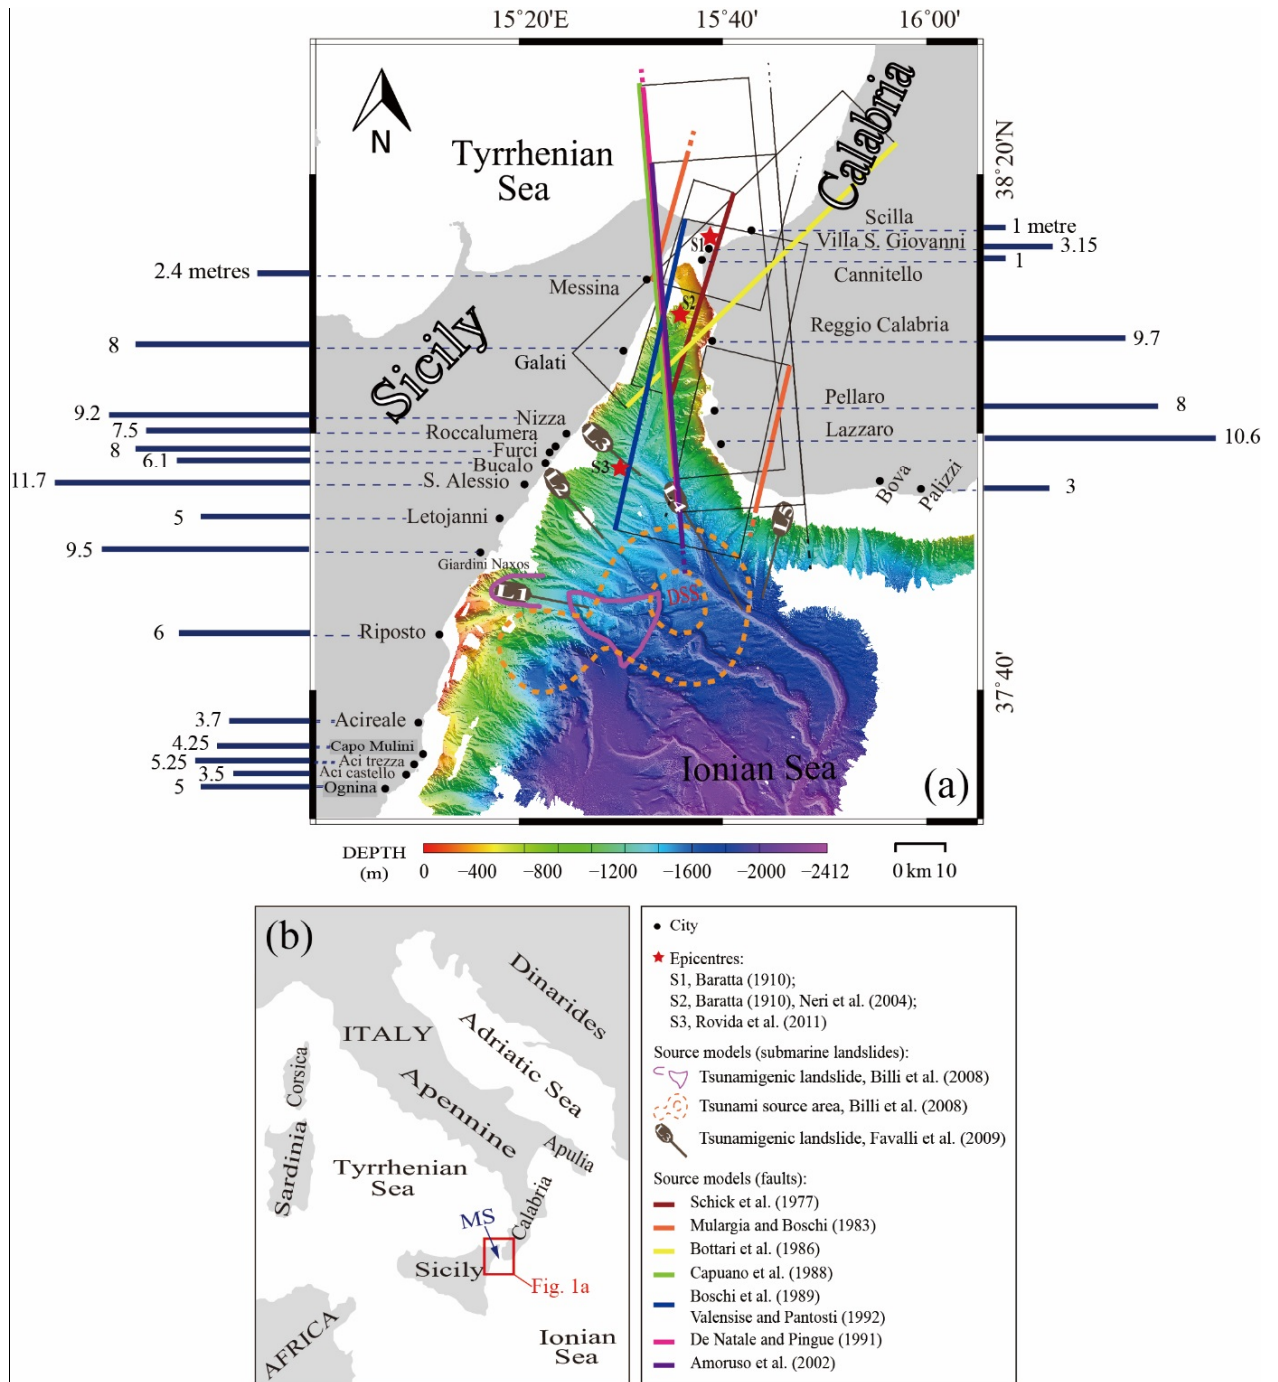 15°20'E
15°40'
16°00'
N
Tyrrhenian
Sea
Calabria
38°20'N
Scilla
1 metre
S1
Villa S. Giovanni
3.15
2.4 metres
Cannitello
1
Messina
S2
Reggio Calabria
9.7
8
Sicily
Galati
Pellaro
8
9.2
Nizza
7.5
Roccalumera
Lazzaro
10.6
8
Furci
L3
6.1
Bucalo
S3
11.7
S. Alessio
L2
L4
Bova
Palizzi
3
5
Letojanni
L5
9.5
Giardini Naxos
L1
DSS
6
Riposto
37°40'
3.7
Acireale
4.25
Capo Mulini
5.25
Aci trezza
3.5
Aci castello
5
Ognina
Ionian Sea
(a)
DEPTH
(m)
0 −400 −800 −1200 −1600 −2000 −2412
0 km 10
(b)
Dinarides
ITALY
Adriatic Sea
Corsica
Apennine
Apulia
Sardinia
Tyrrhenian
Sea
Calabria
MS
Sicily
Fig. 1a
AFRICA
Ionian
Sea
City
Epicentres:
S1, Baratta (1910);
S2, Baratta (1910), Neri et al. (2004);
S3, Rovida et al. (2011)
Source models (submarine landslides):
Tsunamigenic landslide, Billi et al. (2008)
Tsunami source area, Billi et al. (2008)
Tsunamigenic landslide, Favalli et al. (2009)
Source models (faults):
Schick et al. (1977)
Mulargia and Boschi (1983)
Bottari et al. (1986)
Capuano et al. (1988)
Boschi et al. (1989)
Valensise and Pantosti (1992)
De Natale and Pingue (1991)
Amoruso et al. (2002)